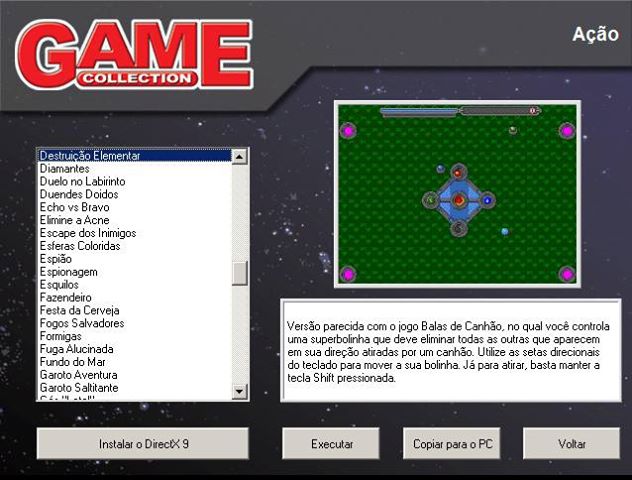 GAME
COLLECTION
Ação
Destruição Elementar
Diamantes
Duelo no Labirinto
Duendes Doidos
Echo vs Bravo
Elimine a Acne
Escape dos Inimigos
Esferas Coloridas
Espião
Espionagem
Esquilos
Fazendeiro
Festa da Cerveja
Fogos Salvadores
Formigas
Fuga Alucinada
Fundo do Mar
Garoto Aventura
Garoto Saltitante
Versão parecida com o jogo Balas de Canhão, no qual você controla
uma superbolinha que deve eliminar todas as outras que aparecem
em sua direção atiradas por um canhão. Utilize as setas direcionais
do teclado para mover a sua bolinha. Já para atirar, basta manter a
tecla Shift pressionada.
Instalar o DirectX 9
Executar
Copiar para o PC
Voltar